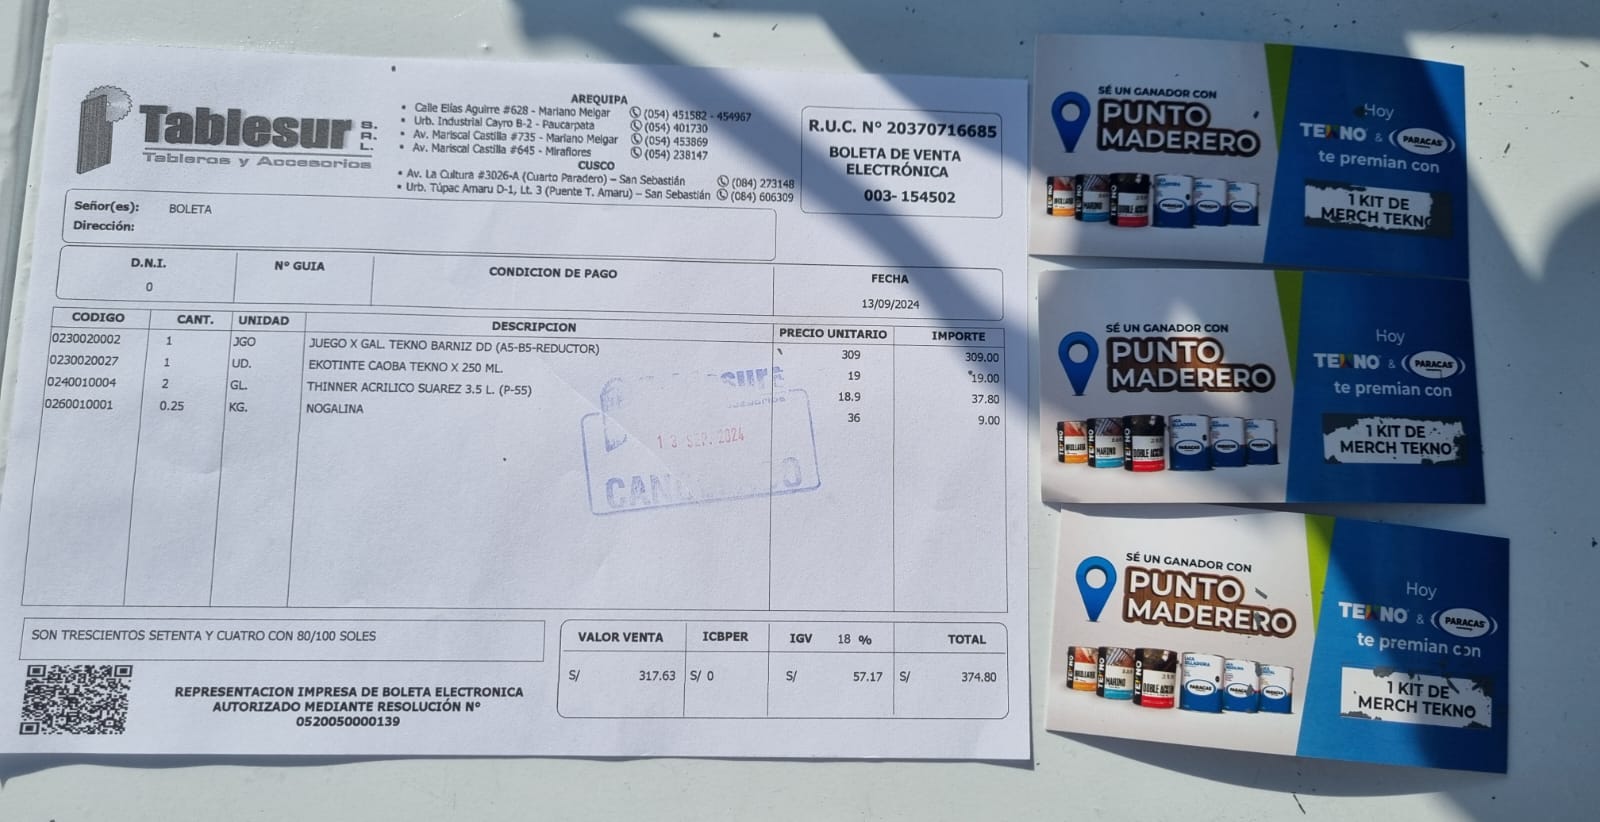 Tablesur S.R.L.
Tableros y Accesorios
AREQUIPA
• Calle Elías Aguirre #628 - Mariano Melgar (054) 451582 - 454967
• Urb. Industrial Cayro B-2 - Paucarpata (054) 401730
• Av. Mariscal Castilla #735 - Mariano Melgar (054) 453869
• Av. Mariscal Castilla #645 - Miraflores (054) 238147
CUSCO
• Av. La Cultura #3026-A (Cuarto Paradero) – San Sebastián (084) 273148
• Urb. Túpac Amaru D-1, Lt. 3 (Puente T. Amaru) – San Sebastián (084) 606309
R.U.C. Nº 20370716685
BOLETA DE VENTA
ELECTRÓNICA
003- 154502
Señor(es): BOLETA
Dirección:
D.N.I. Nº GUIA CONDICION DE PAGO FECHA
0 13/09/2024
CODIGO CANT. UNIDAD DESCRIPCION PRECIO UNITARIO IMPORTE
0230020002 1 JGO JUEGO X GAL. TEKNO BARNIZ DD (A5-B5-REDUCTOR) 309 309.00
0230020027 1 UD. EKOTINTE CAOBA TEKNO X 250 ML. 19 19.00
0240010004 2 GL. THINNER ACRILICO SUAREZ 3.5 L. (P-55) 18.9 37.80
0260010001 0.25 KG. NOGALINA 36 9.00
13 SEP. 2024
SON TRESCIENTOS SETENTA Y CUATRO CON 80/100 SOLES
VALOR VENTA ICBPER IGV 18 % TOTAL
S/ 317.63 S/ 0 S/ 57.17 S/ 374.80
REPRESENTACION IMPRESA DE BOLETA ELECTRONICA
AUTORIZADO MEDIANTE RESOLUCIÓN Nº
0520050000139
SÉ UN GANADOR CON
PUNTO
MADERERO
Hoy
TEKNO & PARACAS
te premian con
1 KIT DE
MERCH TEKNO
SÉ UN GANADOR CON
PUNTO
MADERERO
Hoy
TEKNO & PARACAS
te premian con
1 KIT DE
MERCH TEKNO
SÉ UN GANADOR CON
PUNTO
MADERERO
Hoy
TEKNO & PARACAS
te premian con
1 KIT DE
MERCH TEKNO